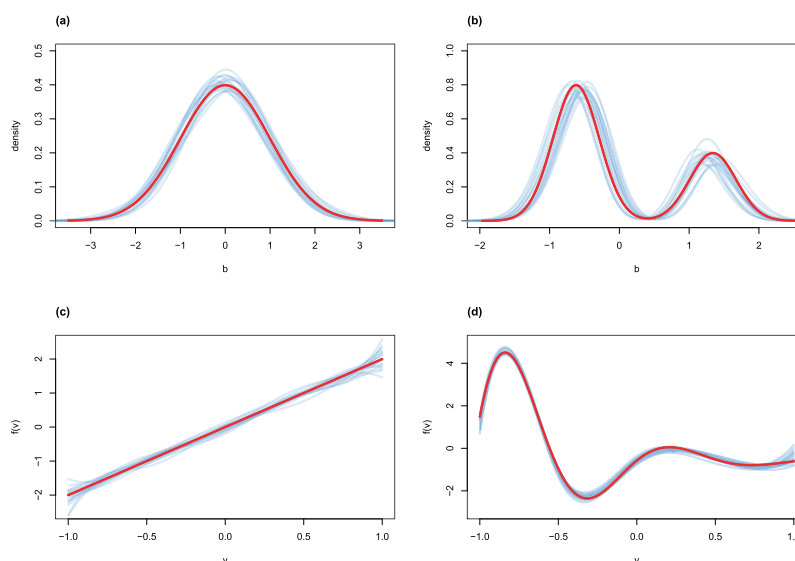 (a)
density
0.0 0.1 0.2 0.3 0.4 0.5
−3 −2 −1 0 1 2 3
b
(b)
density
0.0 0.2 0.4 0.6 0.8 1.0
−2 −1 0 1 2
b
(c)
f(v)
−2 −1 0 1 2
−1.0 −0.5 0.0 0.5 1.0
(d)
f(v)
−2 0 2 4
−1.0 −0.5 0.0 0.5